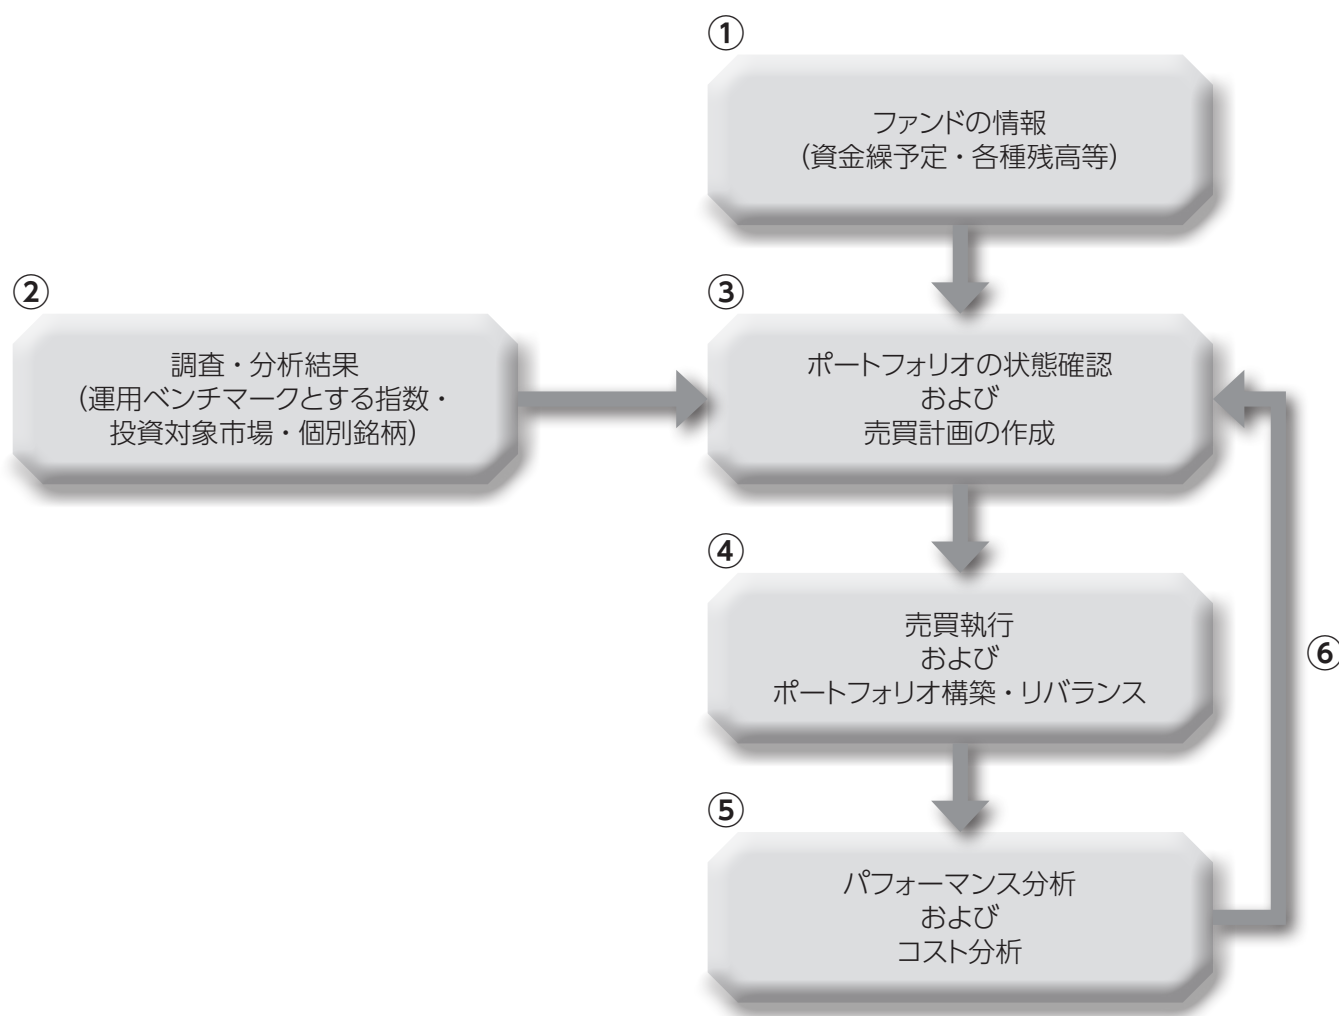 ①
ファンドの情報
(資金繰予定・各種残高等)
②
調査・分析結果
(運用ベンチマークとする指数・
投資対象市場・個別銘柄)
③
ポートフォリオの状態確認
および
売買計画の作成
④
売買執行
および
ポートフォリオ構築・リバランス
⑤
パフォーマンス分析
および
コスト分析
⑥